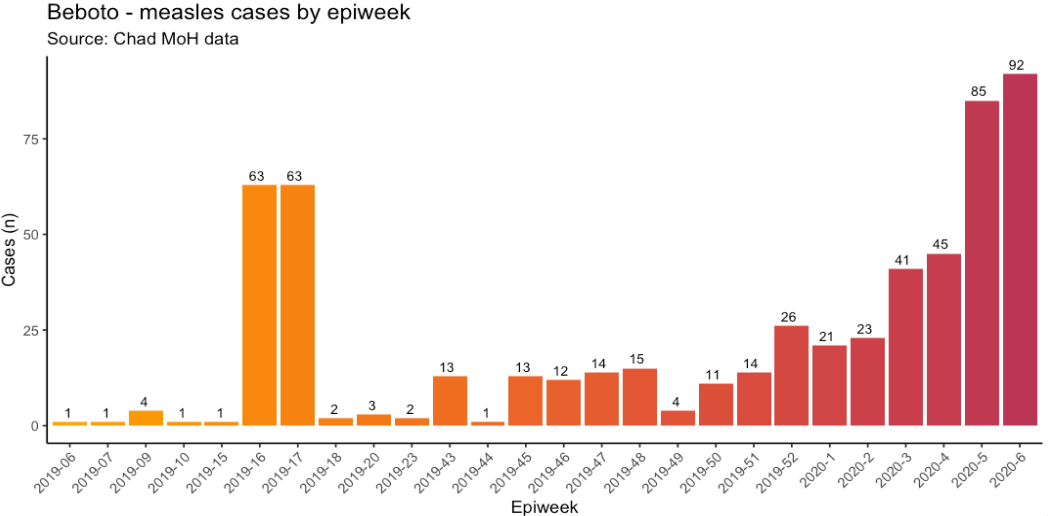 Beboto - measles cases by epiweek
Source: Chad MoH data
Cases (n)
75
50
25
0
1 1 4 1 1 63 63 2 3 2 13 1 13 12 14 15 4 11 14 26 21 23 41 45 85 92
2019-06 2019-07 2019-09 2019-10 2019-15 2019-16 2019-17 2019-18 2019-20 2019-23 2019-43 2019-44 2019-45 2019-46 2019-47 2019-48 2019-49 2019-50 2019-51 2019-52 2020-1 2020-2 2020-3 2020-4 2020-5 2020-6
Epiweek